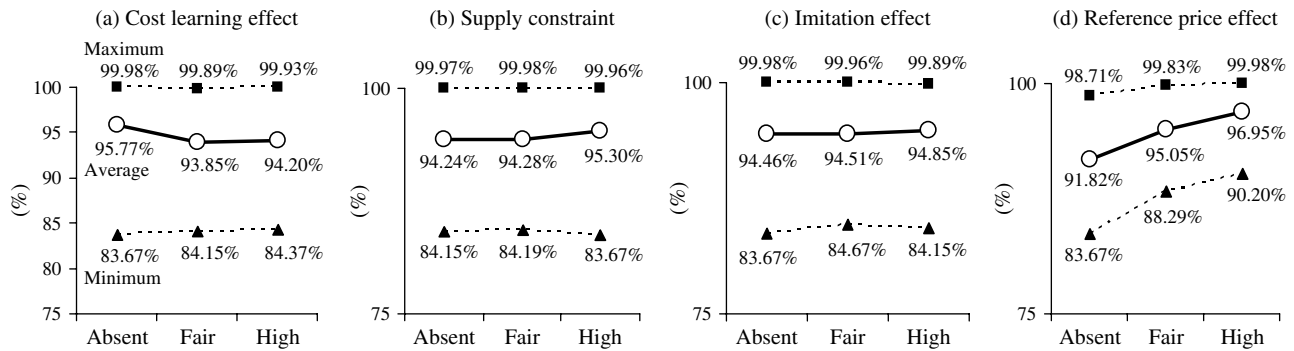 (a) Cost learning effect
Maximum
99.98% 99.89% 99.93%
100
95
95.77% 93.85% 94.20%
Average
90
(%)
85
83.67% 84.15% 84.37%
Minimum
80
75
Absent Fair High
(b) Supply constraint
99.97% 99.98% 99.96%
100
94.24% 94.28% 95.30%
(%)
84.15% 84.19% 83.67%
75
Absent Fair High
(c) Imitation effect
99.98% 99.96% 99.89%
100
94.46% 94.51% 94.85%
(%)
83.67% 84.67% 84.15%
75
Absent Fair High
(d) Reference price effect
98.71% 99.83% 99.98%
100
91.82% 95.05% 96.95%
(%)
83.67% 88.29% 90.20%
75
Absent Fair High